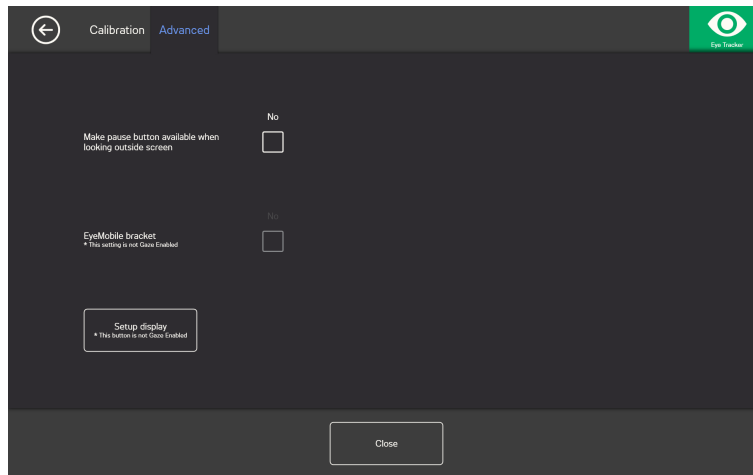 Calibration
Advanced
Eye Tracker
No
Make pause button available when
looking outside screen
No
EyeMobile bracket
* This setting is not Gaze Enabled
Setup display
* This button is not Gaze Enabled
Close